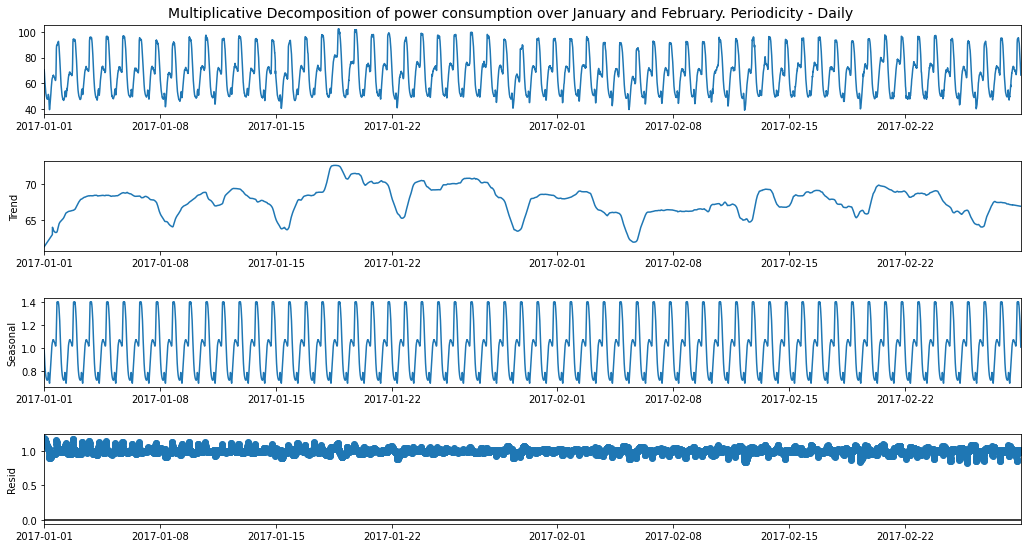 Multiplicative Decomposition of power consumption over January and February. Periodicity - Daily
100
80
60
40
2017-01-01 2017-01-08 2017-01-15 2017-01-22 2017-02-01 2017-02-08 2017-02-15 2017-02-22
Trend
70
65
2017-01-01 2017-01-08 2017-01-15 2017-01-22 2017-02-01 2017-02-08 2017-02-15 2017-02-22
Seasonal
1.4
1.2
1.0
0.8
2017-01-01 2017-01-08 2017-01-15 2017-01-22 2017-02-01 2017-02-08 2017-02-15 2017-02-22
Resid
1.0
0.5
0.0
2017-01-01 2017-01-08 2017-01-15 2017-01-22 2017-02-01 2017-02-08 2017-02-15 2017-02-22